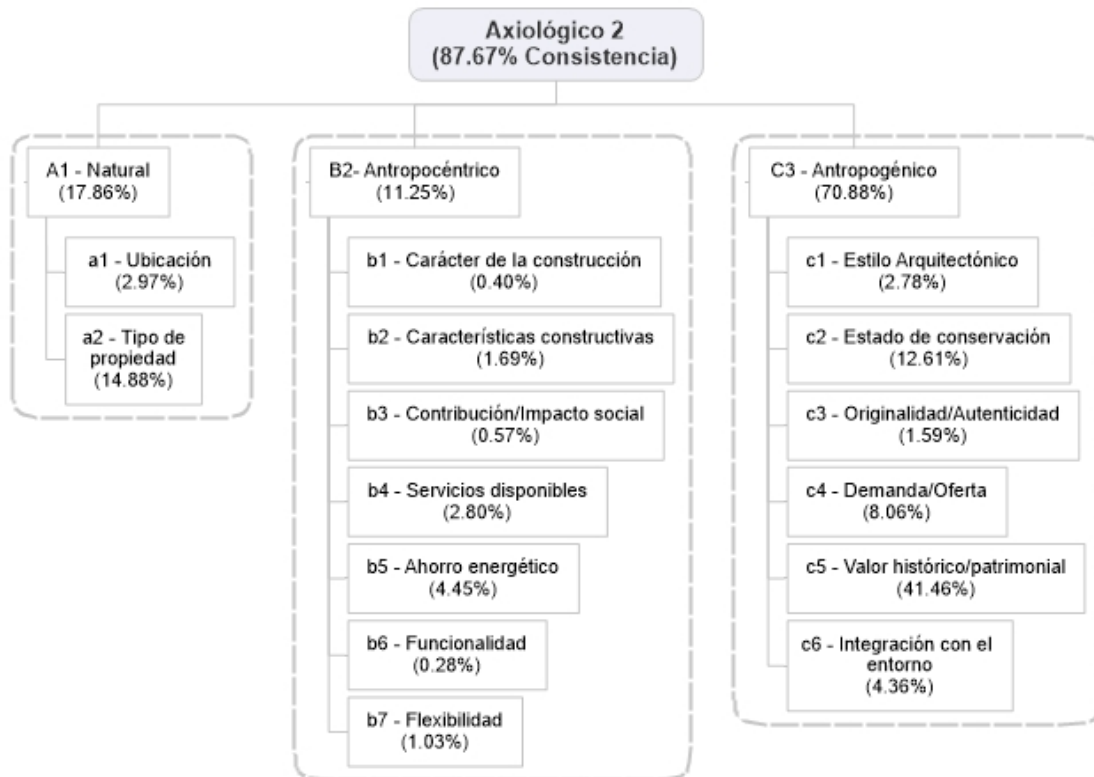 Axiológico 2
(87.67% Consistencia)
A1 - Natural
(17.86%)
a1 - Ubicación
(2.97%)
a2 - Tipo de
propiedad
(14.88%)
B2- Antropocéntrico
(11.25%)
b1 - Carácter de la construcción
(0.40%)
b2 - Características constructivas
(1.69%)
b3 - Contribución/Impacto social
(0.57%)
b4 - Servicios disponibles
(2.80%)
b5 - Ahorro energético
(4.45%)
b6 - Funcionalidad
(0.28%)
b7 - Flexibilidad
(1.03%)
C3 - Antropogénico
(70.88%)
c1 - Estilo Arquitectónico
(2.78%)
c2 - Estado de conservación
(12.61%)
c3 - Originalidad/Autenticidad
(1.59%)
c4 - Demanda/Oferta
(8.06%)
c5 - Valor histórico/patrimonial
(41.46%)
c6 - Integración con el
entorno
(4.36%)